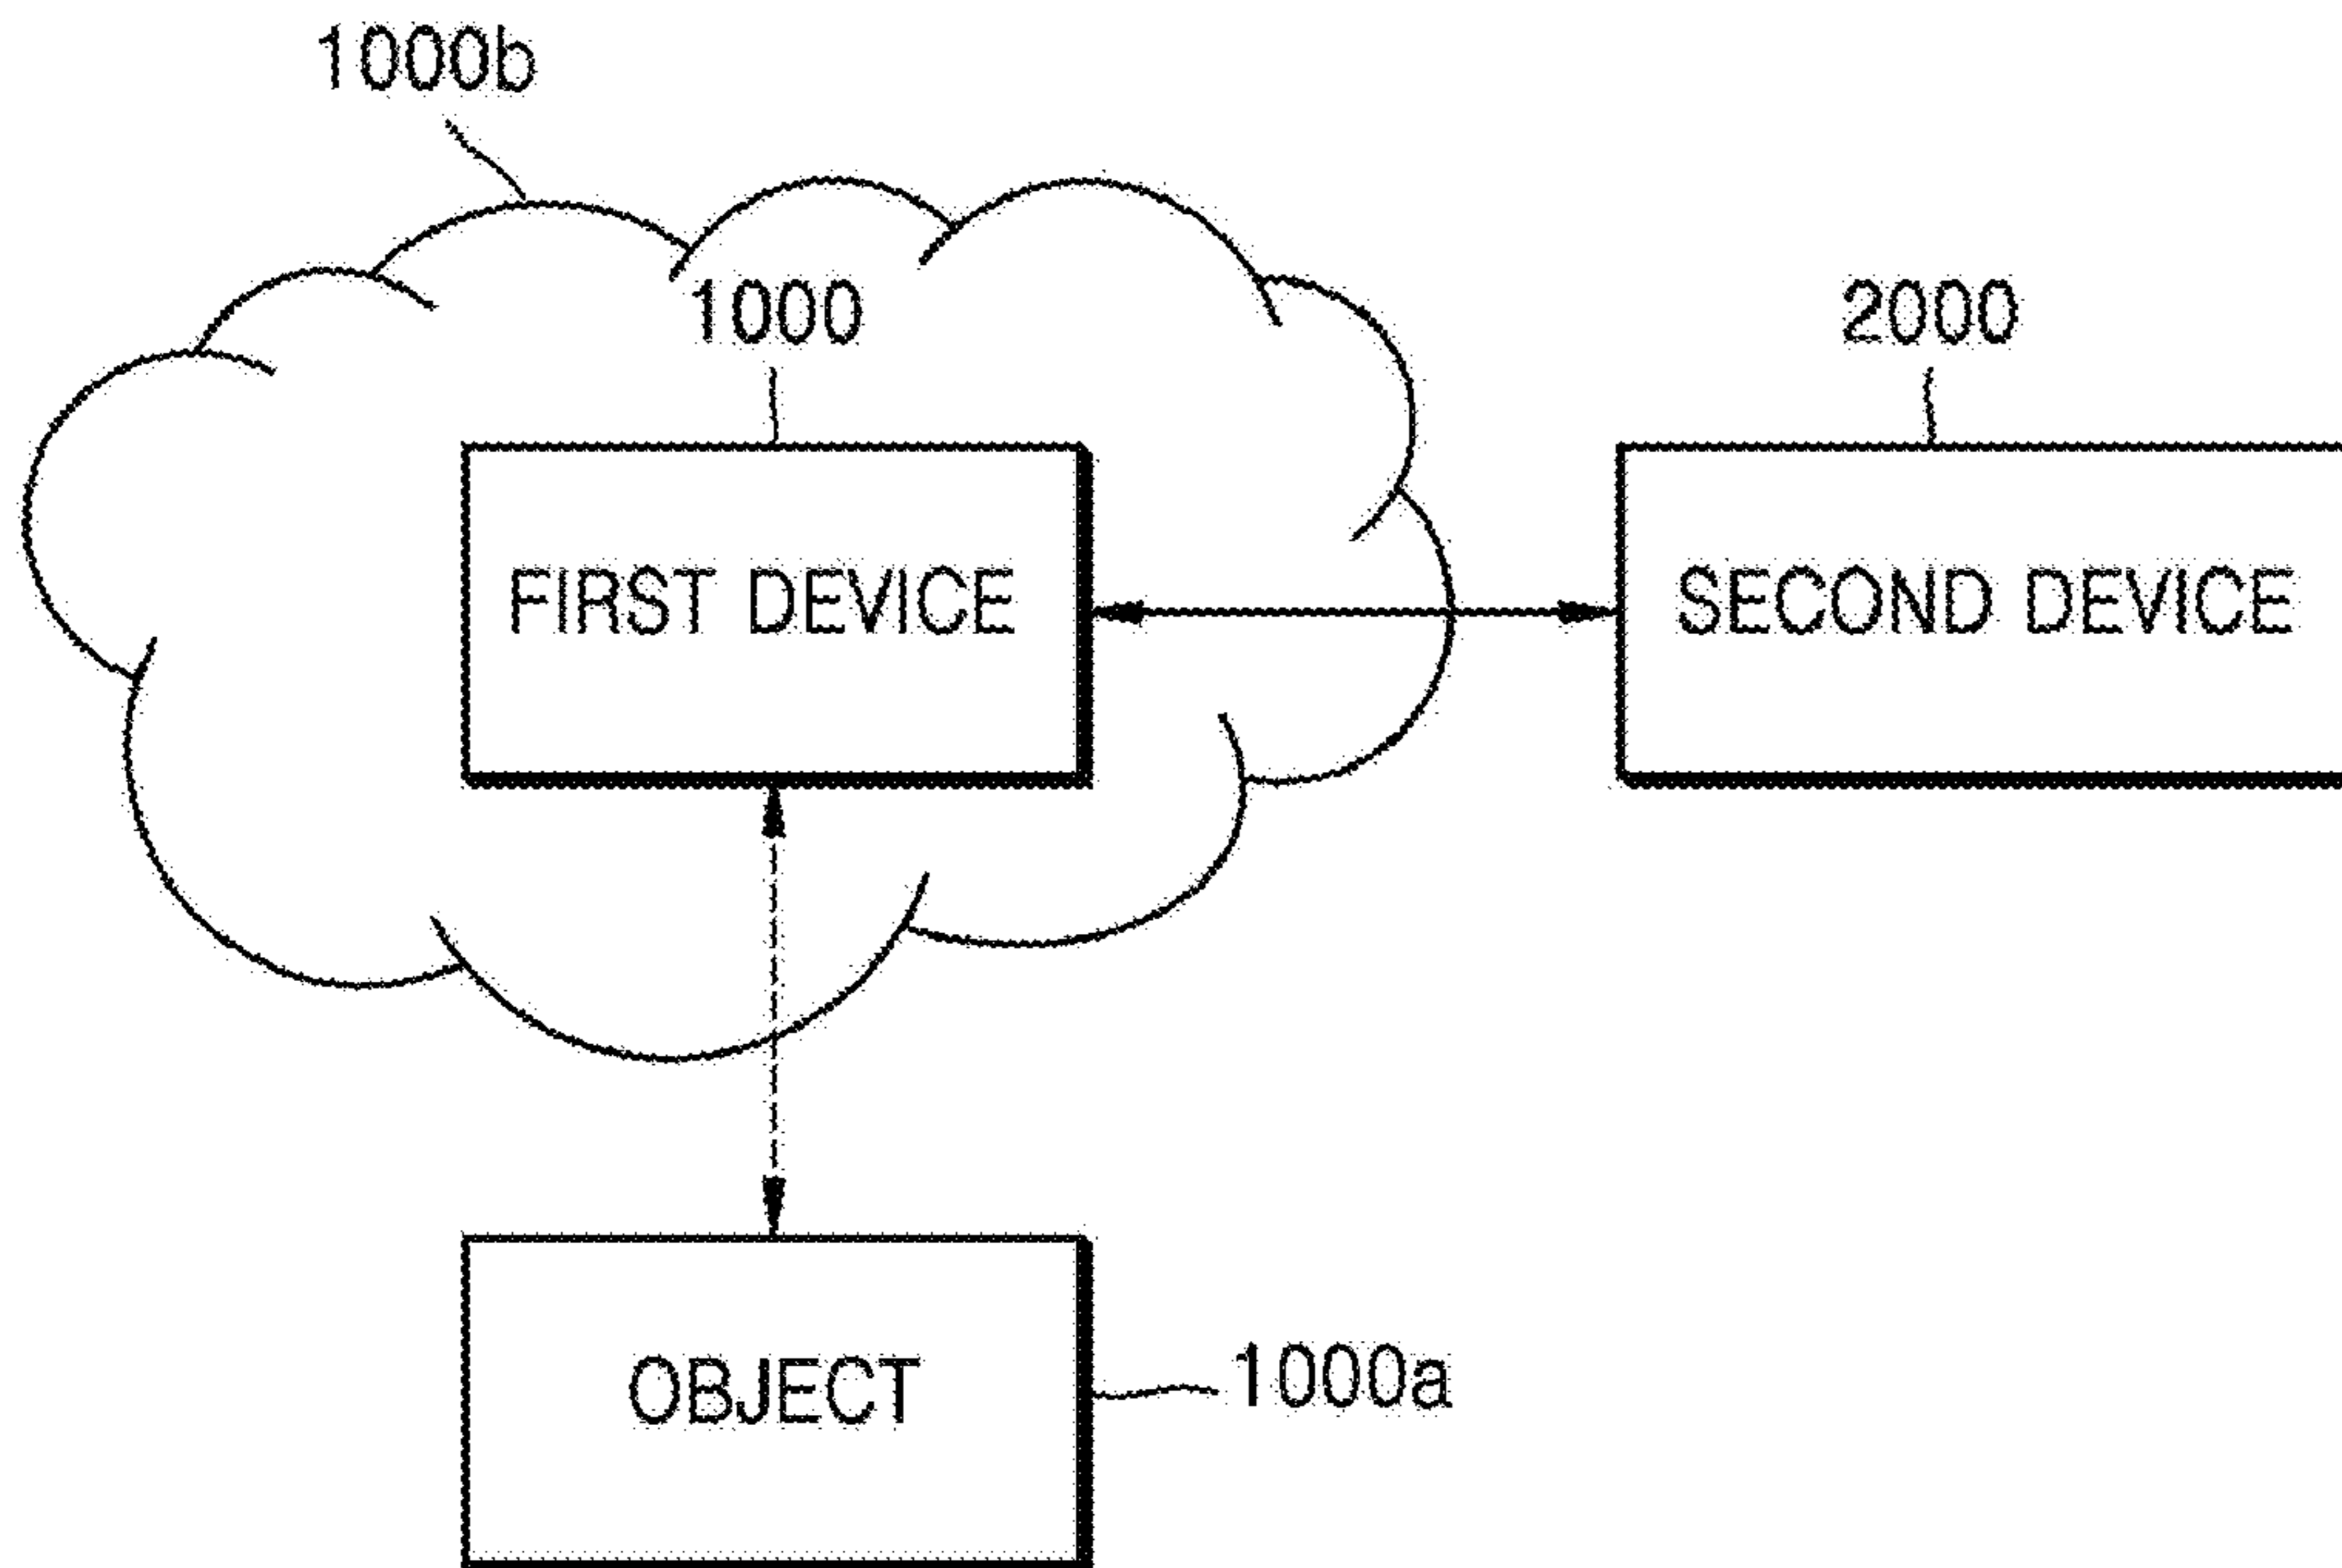 1000b
1000
2000
FIRST DEVICE
SECOND DEVICE
OBJECT
1000a